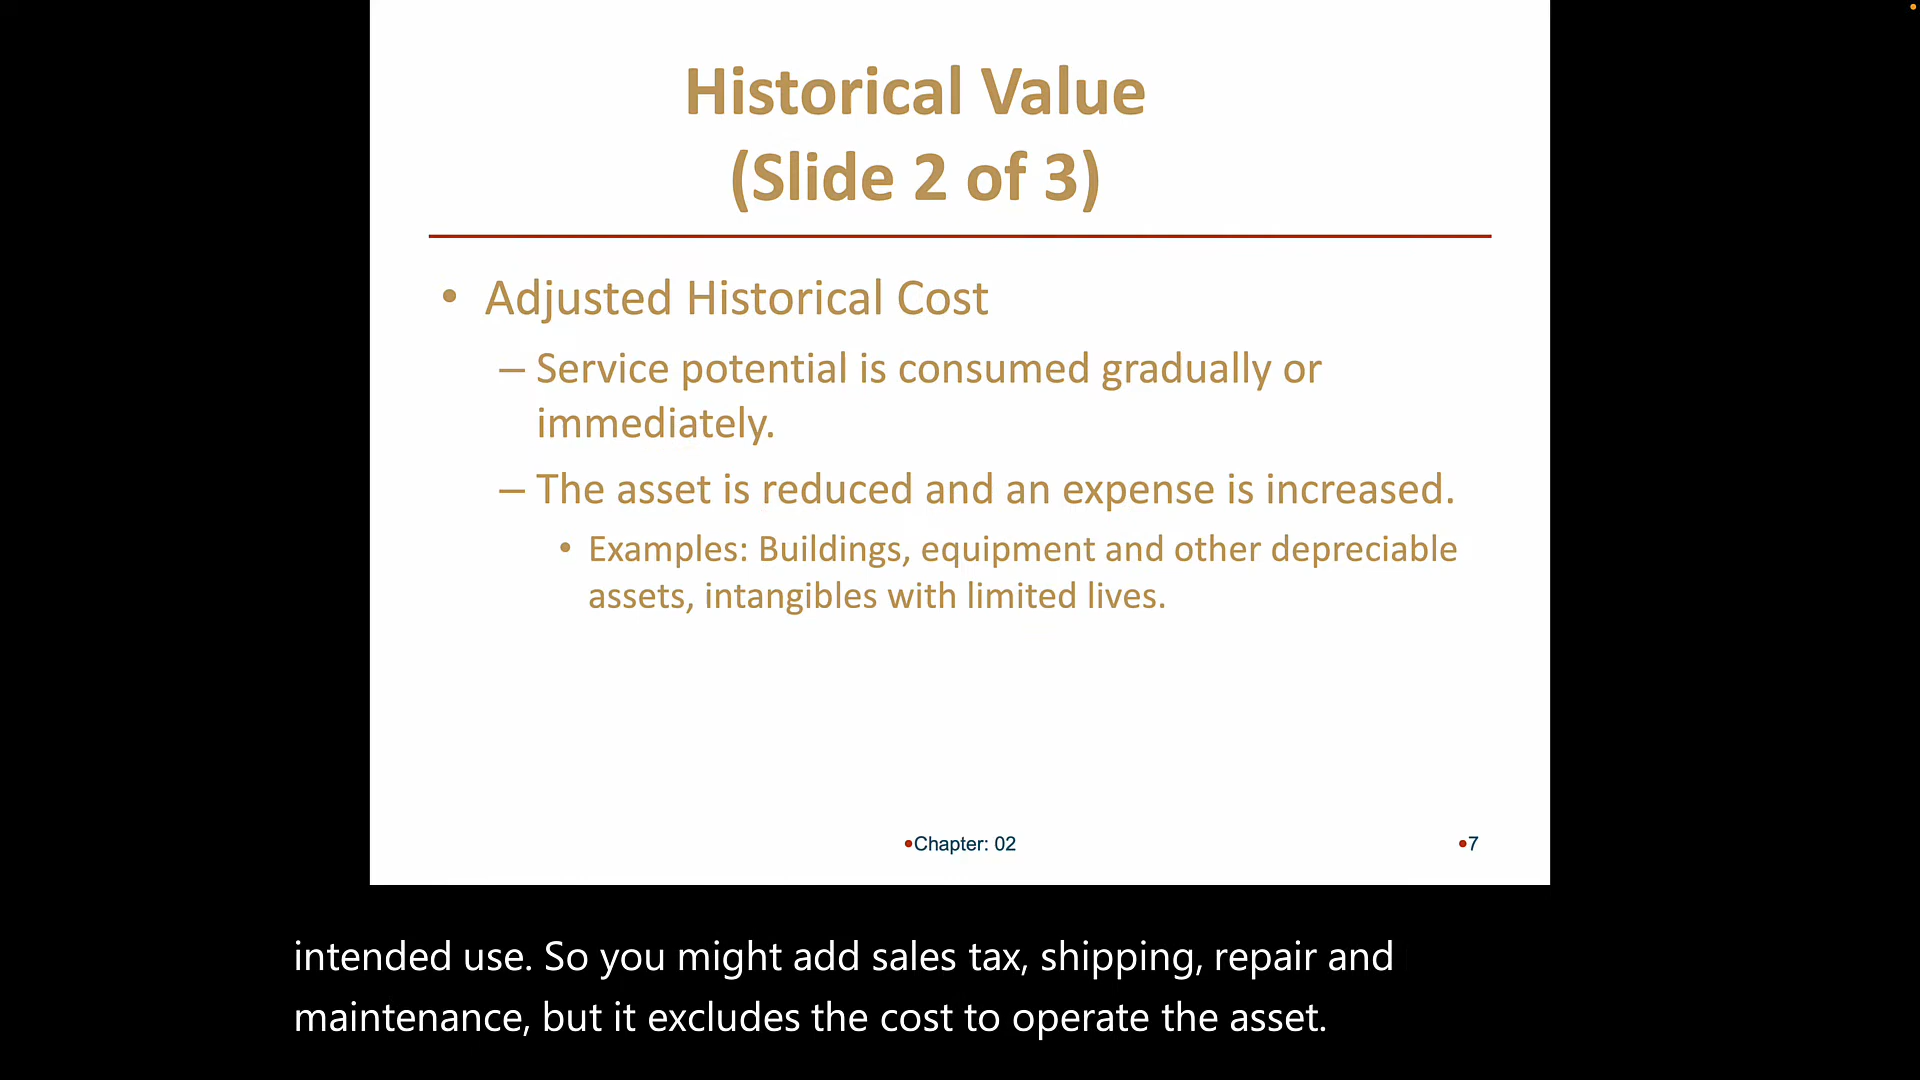 Historical Value
(Slide 2 of 3)
• Adjusted Historical Cost
– Service potential is consumed gradually or
immediately.
– The asset is reduced and an expense is increased.
• Examples: Buildings, equipment and other depreciable
assets, intangibles with limited lives.
•Chapter: 02
•7
intended use. So you might add sales tax, shipping, repair and
maintenance, but it excludes the cost to operate the asset.